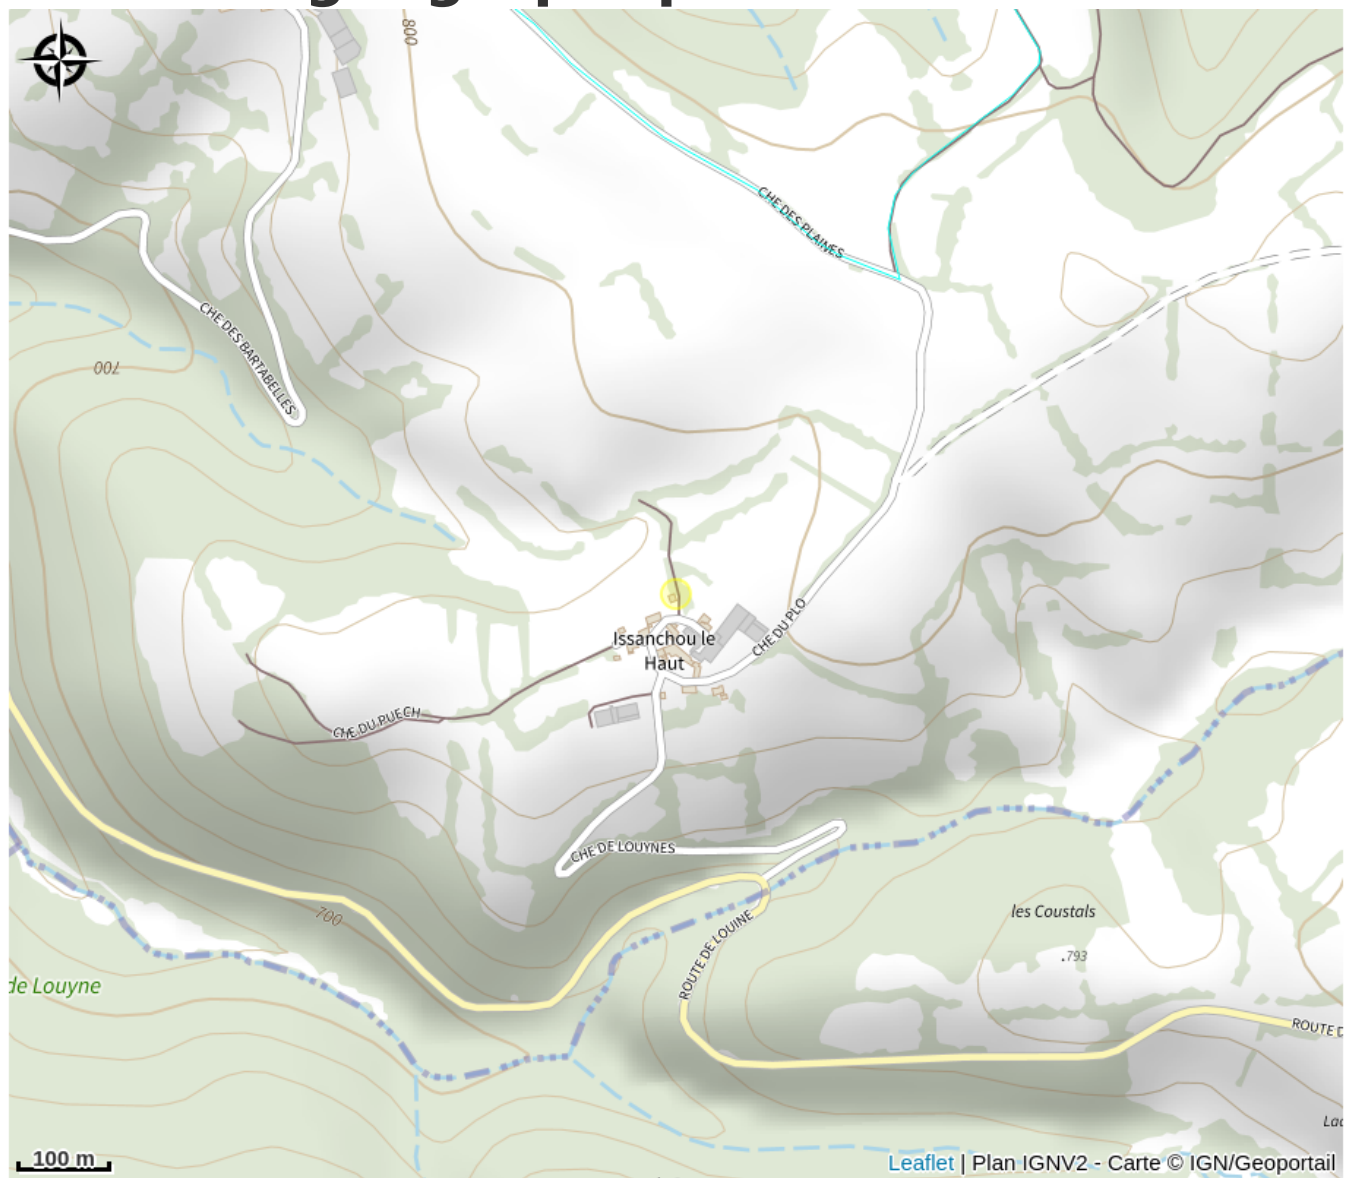 800
CHE DES PLAINES
CHE DES BARTABELLES
700
Issanchou le
Haut
CHE DU PLO
CHE DU PUECH
CHE DE LOUYNES
700
ROUTE DE LOUINE
les Coustals
.793
de Louyne
ROUTE D
Lac
100 m
Leaflet | Plan IGNV2 - Carte © IGN/Geoportail